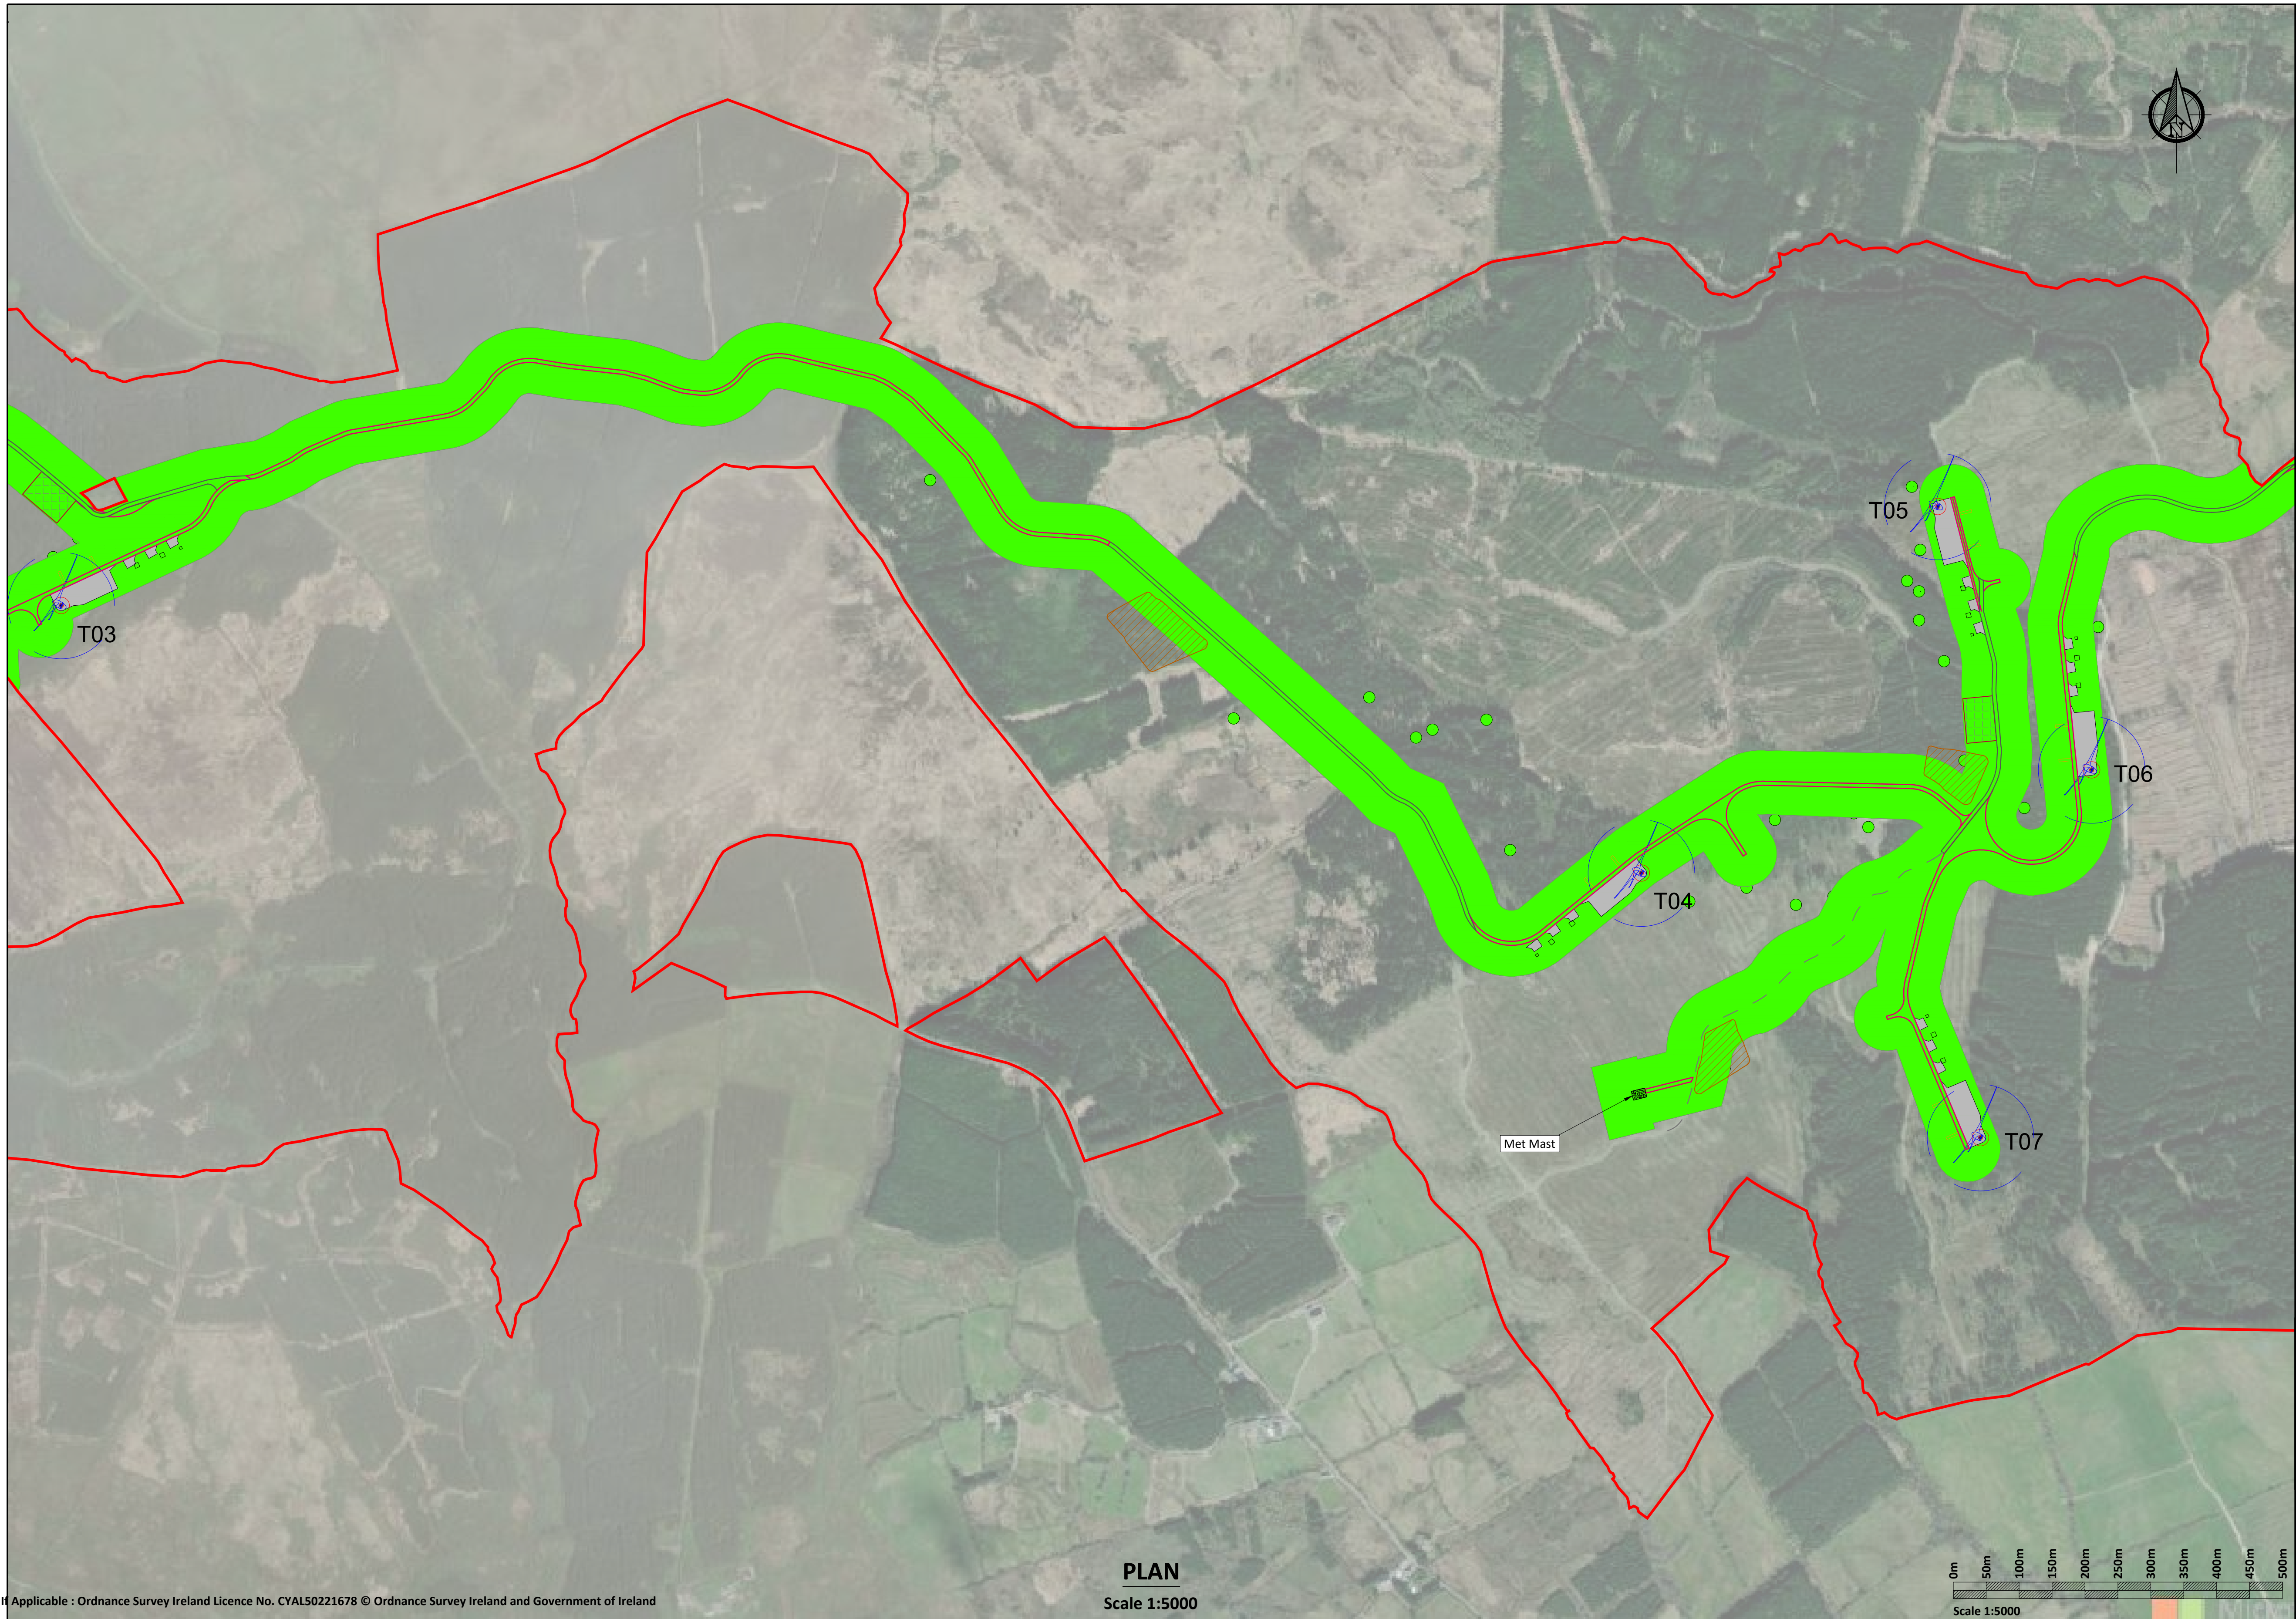 N
T05
T03
T06
T04
Met Mast
T07
PLAN
Scale 1:5000
If Applicable : Ordnance Survey Ireland Licence No. CYAL50221678 © Ordnance Survey Ireland and Government of Ireland
0m 50m 100m 150m 200m 250m 300m 350m 400m 450m 500m
Scale 1:5000